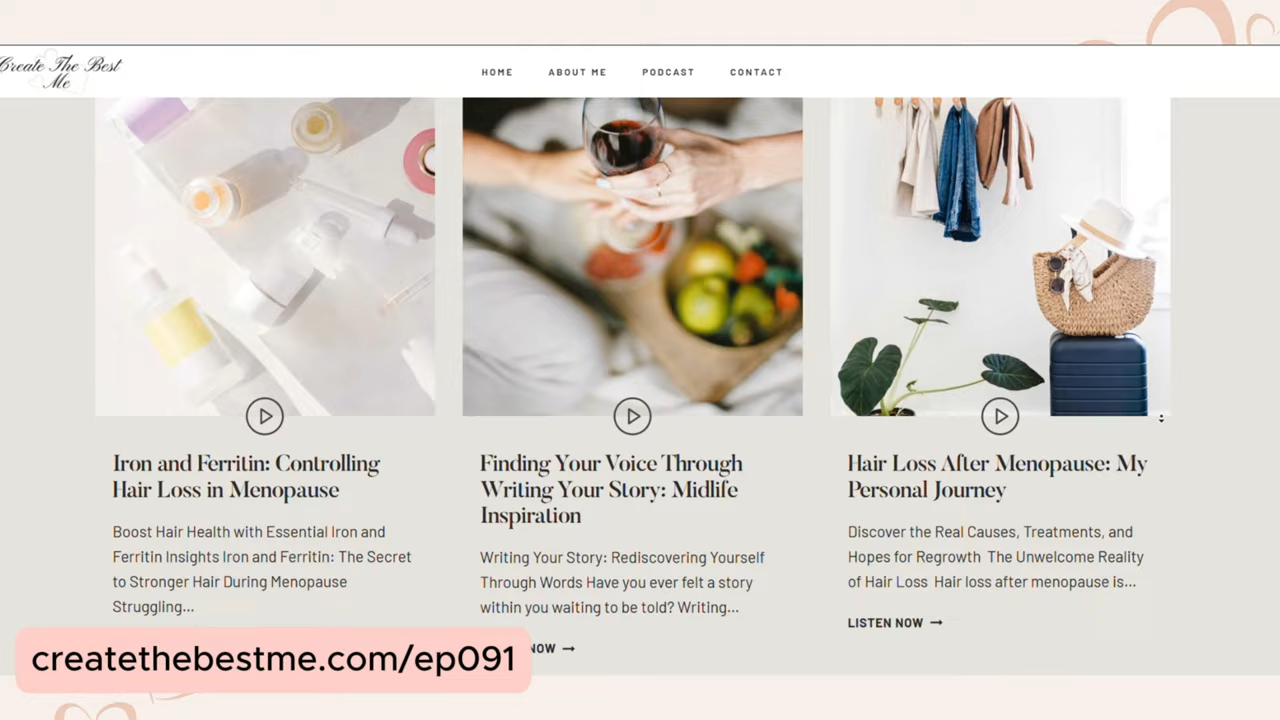 Create The Best
Me
HOME
ABOUT ME
PODCAST
CONTACT
Iron and Ferritin: Controlling
Hair Loss in Menopause
Boost Hair Health with Essential Iron and
Ferritin Insights Iron and Ferritin: The Secret
to Stronger Hair During Menopause
Struggling...
Finding Your Voice Through
Writing Your Story: Midlife
Inspiration
Writing Your Story: Rediscovering Yourself
Through Words Have you ever felt a story
within you waiting to be told? Writing...
NOW →
Hair Loss After Menopause: My
Personal Journey
Discover the Real Causes, Treatments, and
Hopes for Regrowth The Unwelcome Reality
of Hair Loss Hair loss after menopause is...
LISTEN NOW →
createthebestme.com/ep091